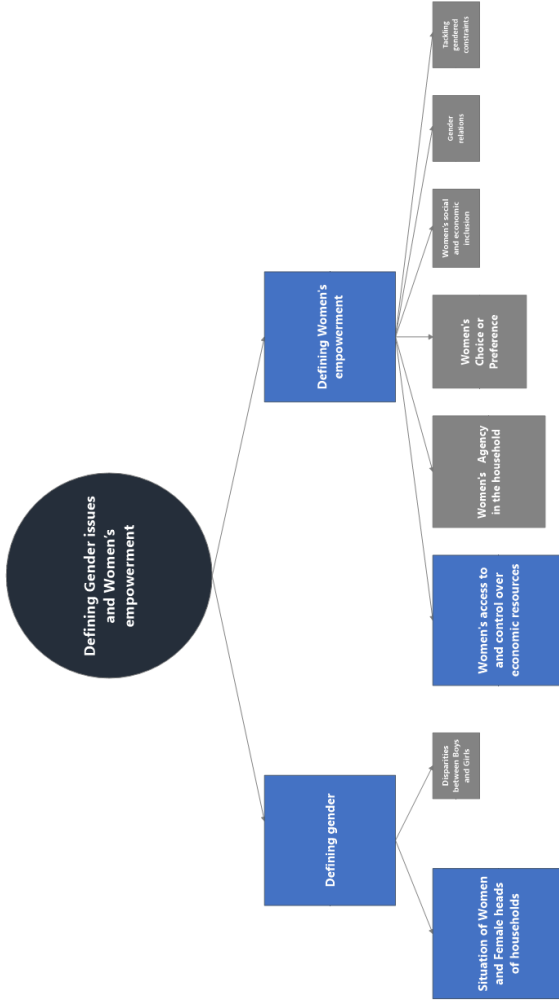 Defining Gender issues
and Women's
empowerment
Defining gender
Defining Women's
empowerment
Situation of Women
and Female heads
of households
Disparities
between Boys
and Girls
Women's access to
and control over
economic resources
Women's Agency
in the household
Women's
Choice or
Preference
Women's social
and economic
inclusion
Gender
relations
Tackling
gendered
constraints